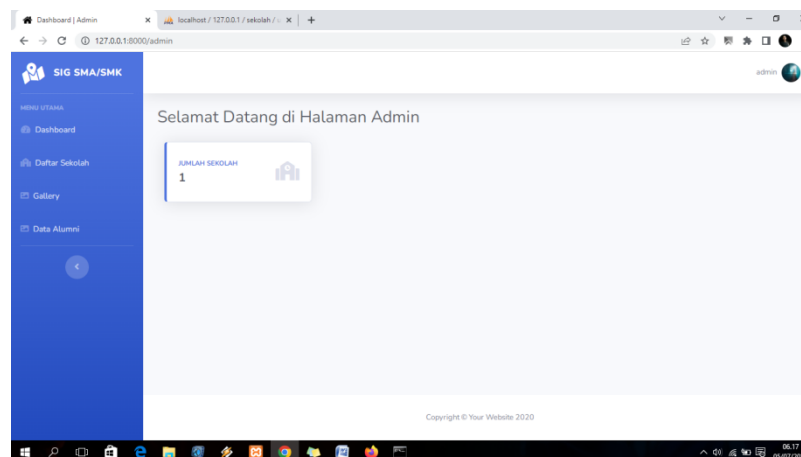 Dashboard | Admin
localhost / 127.0.0.1 / sekolah /
127.0.0.1:8000/admin
SIG SMA/SMK
admin
MENU UTAMA
Dashboard
Daftar Sekolah
Gallery
Data Alumni
Selamat Datang di Halaman Admin
JUMLAH SEKOLAH
1
Copyright © Your Website 2020
06.17